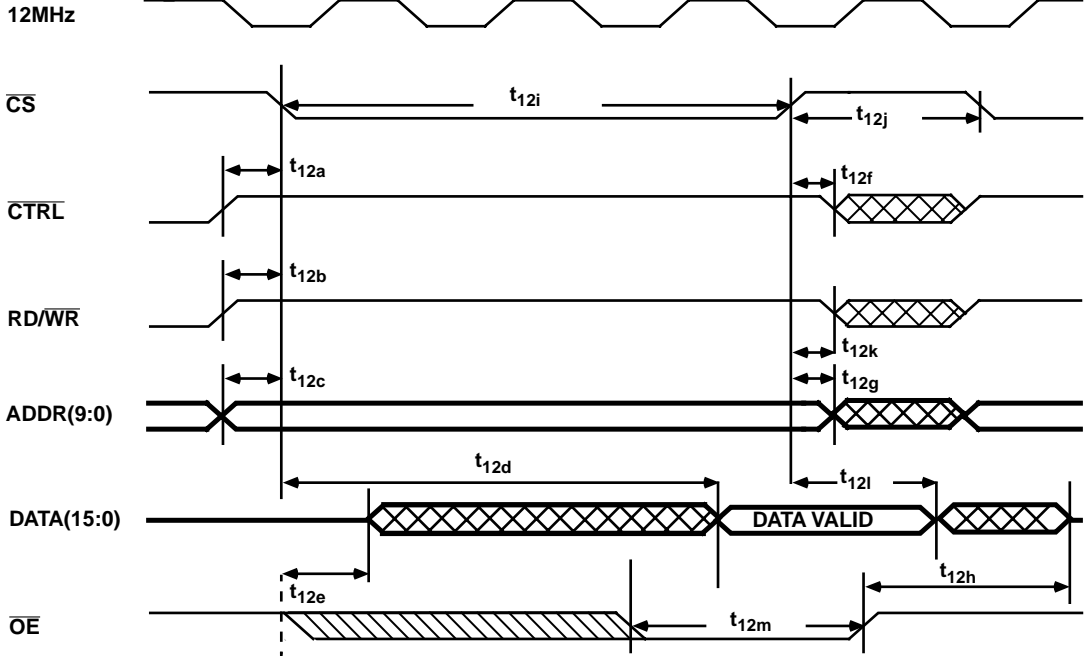 12MHz
CS
t12i
t12j
t12a
t12f
CTRL
t12b
RD/WR
t12k
t12c
t12g
ADDR(9:0)
t12d
t12l
DATA(15:0)
DATA VALID
t12h
t12e
t12m
OE